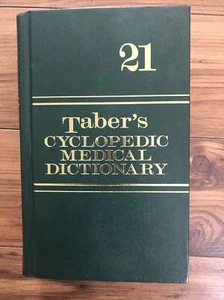 21
Taber's
CYCLOPEDIC
MEDICAL
DICTIONARY